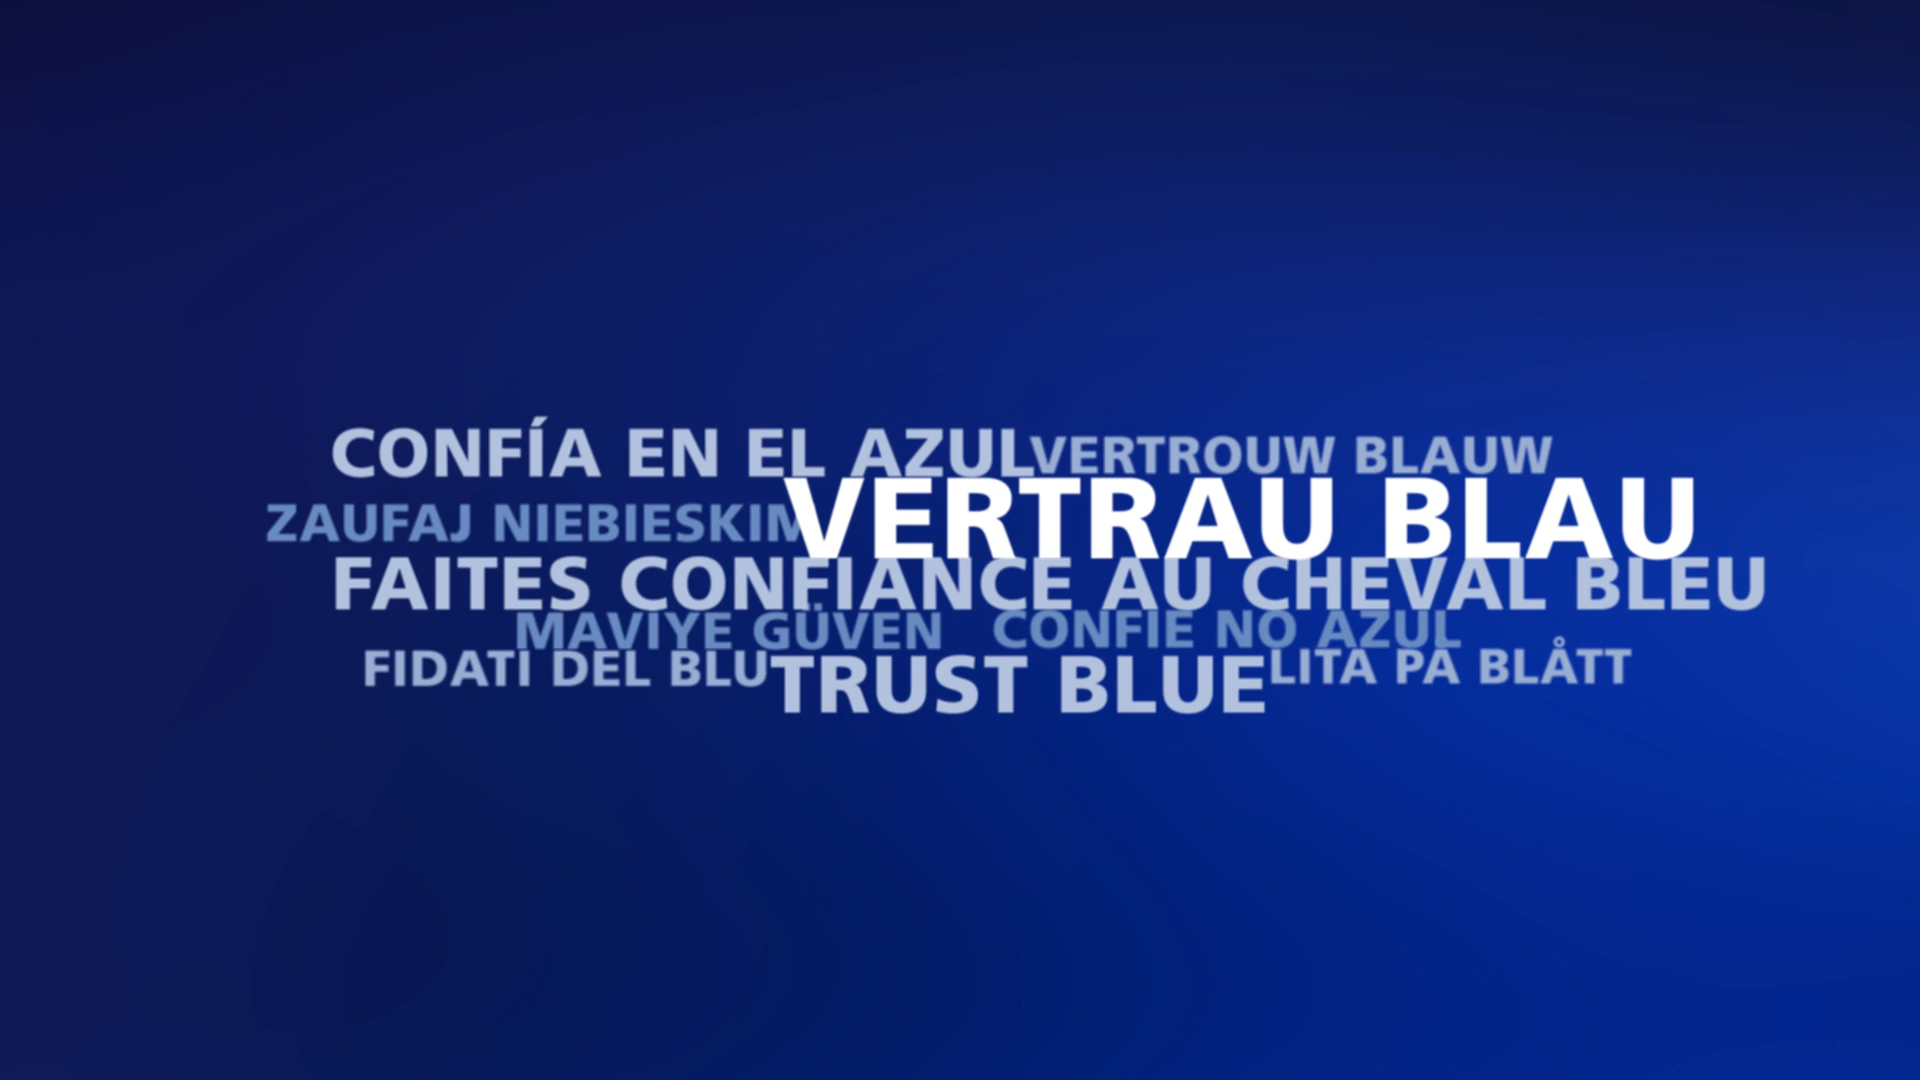 CONFÍA EN EL AZUL
VERTROUW BLAUW
ZAUFAJ NIEBIESKIM
VERTRAU BLAU
FAITES CONFIANCE AU CHEVAL BLEU
MAVIYE GÜVEN
CONFIE NO AZUL
FIDATI DEL BLU
TRUST BLUE
LITA PÅ BLÅTT